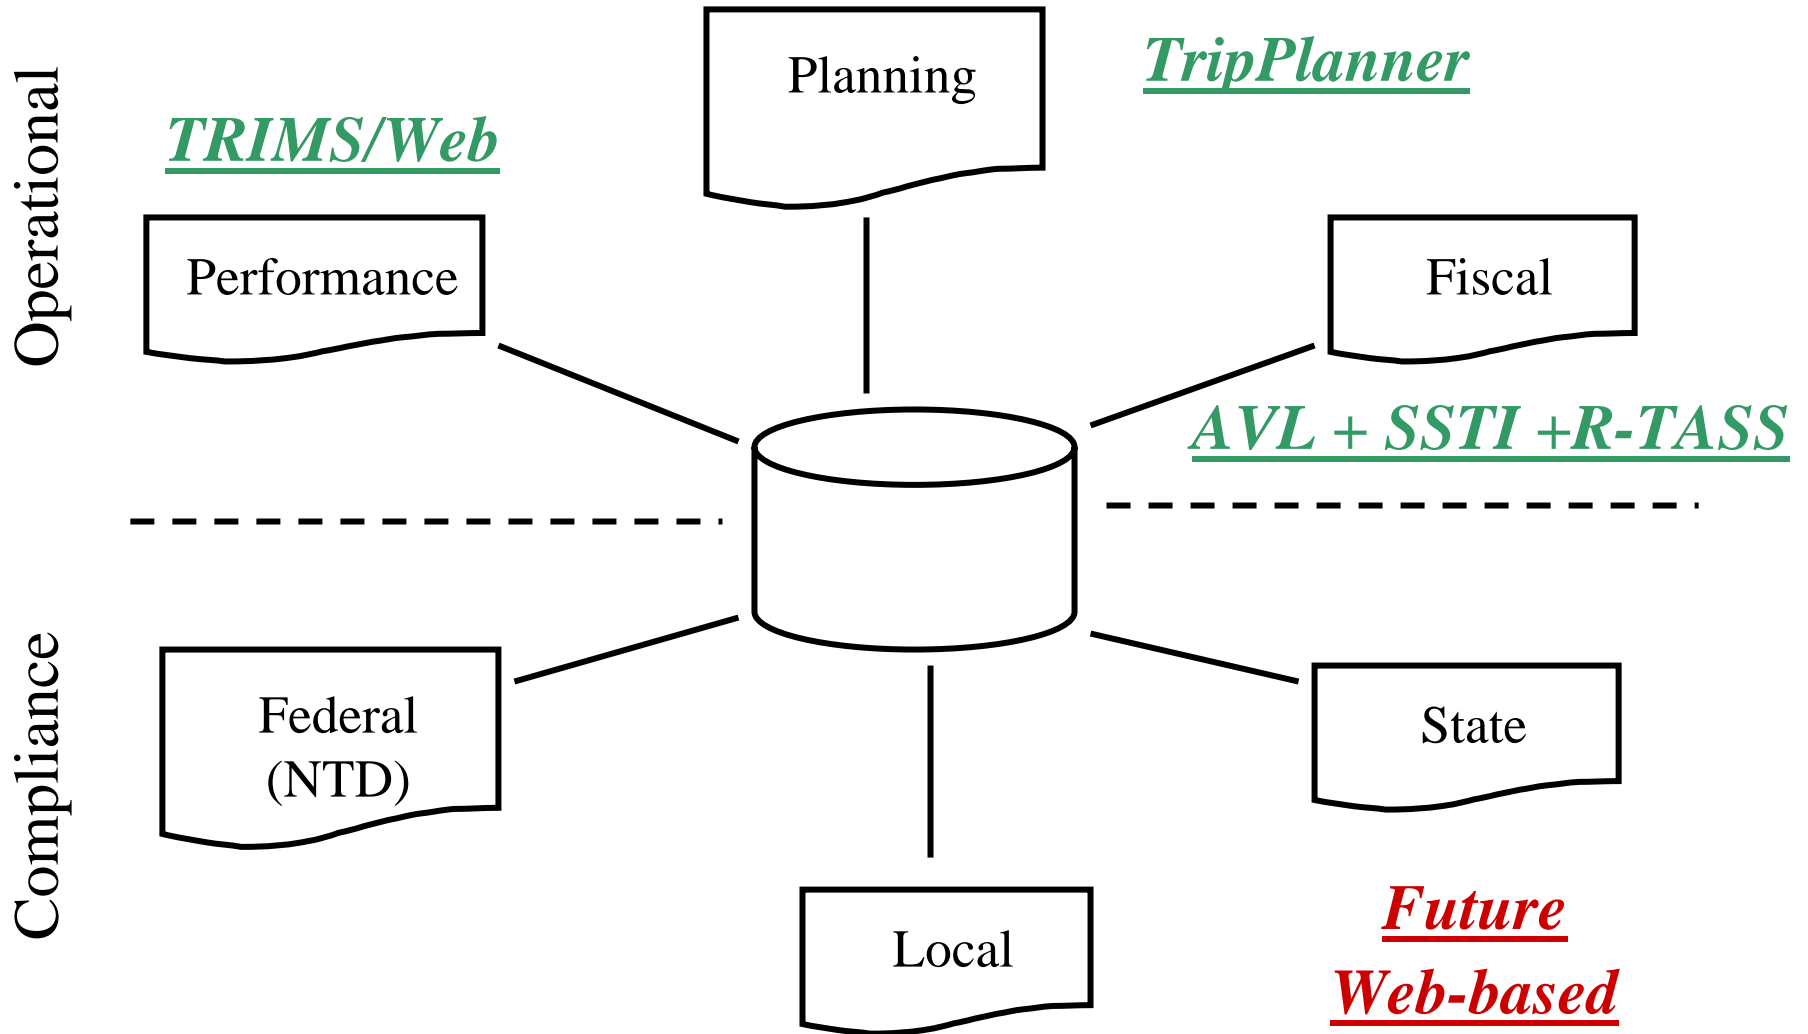 Operational
Planning
TripPlanner
TRIMS/Web
Performance
Fiscal
AVL + SSTI +R-TASS
Compliance
Federal
(NTD)
State
Local
Future
Web-based